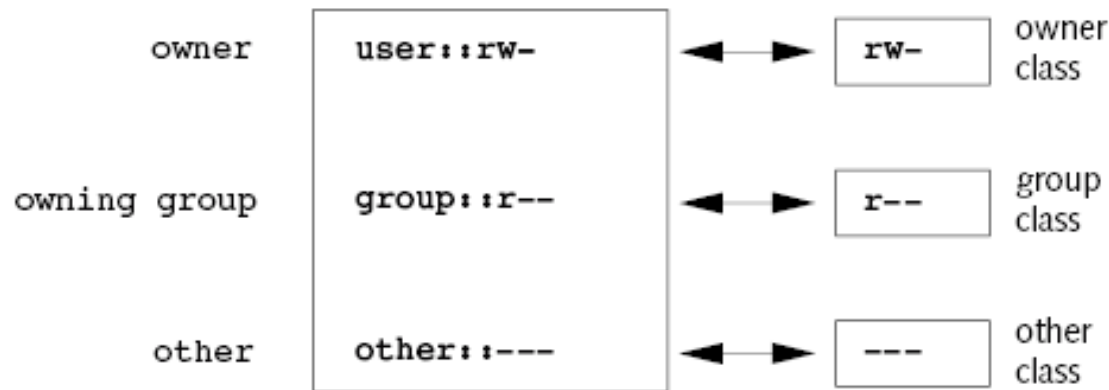 owner user::rw- rw- owner class
owning group group::r-- r-- group class
other other::--- --- other class